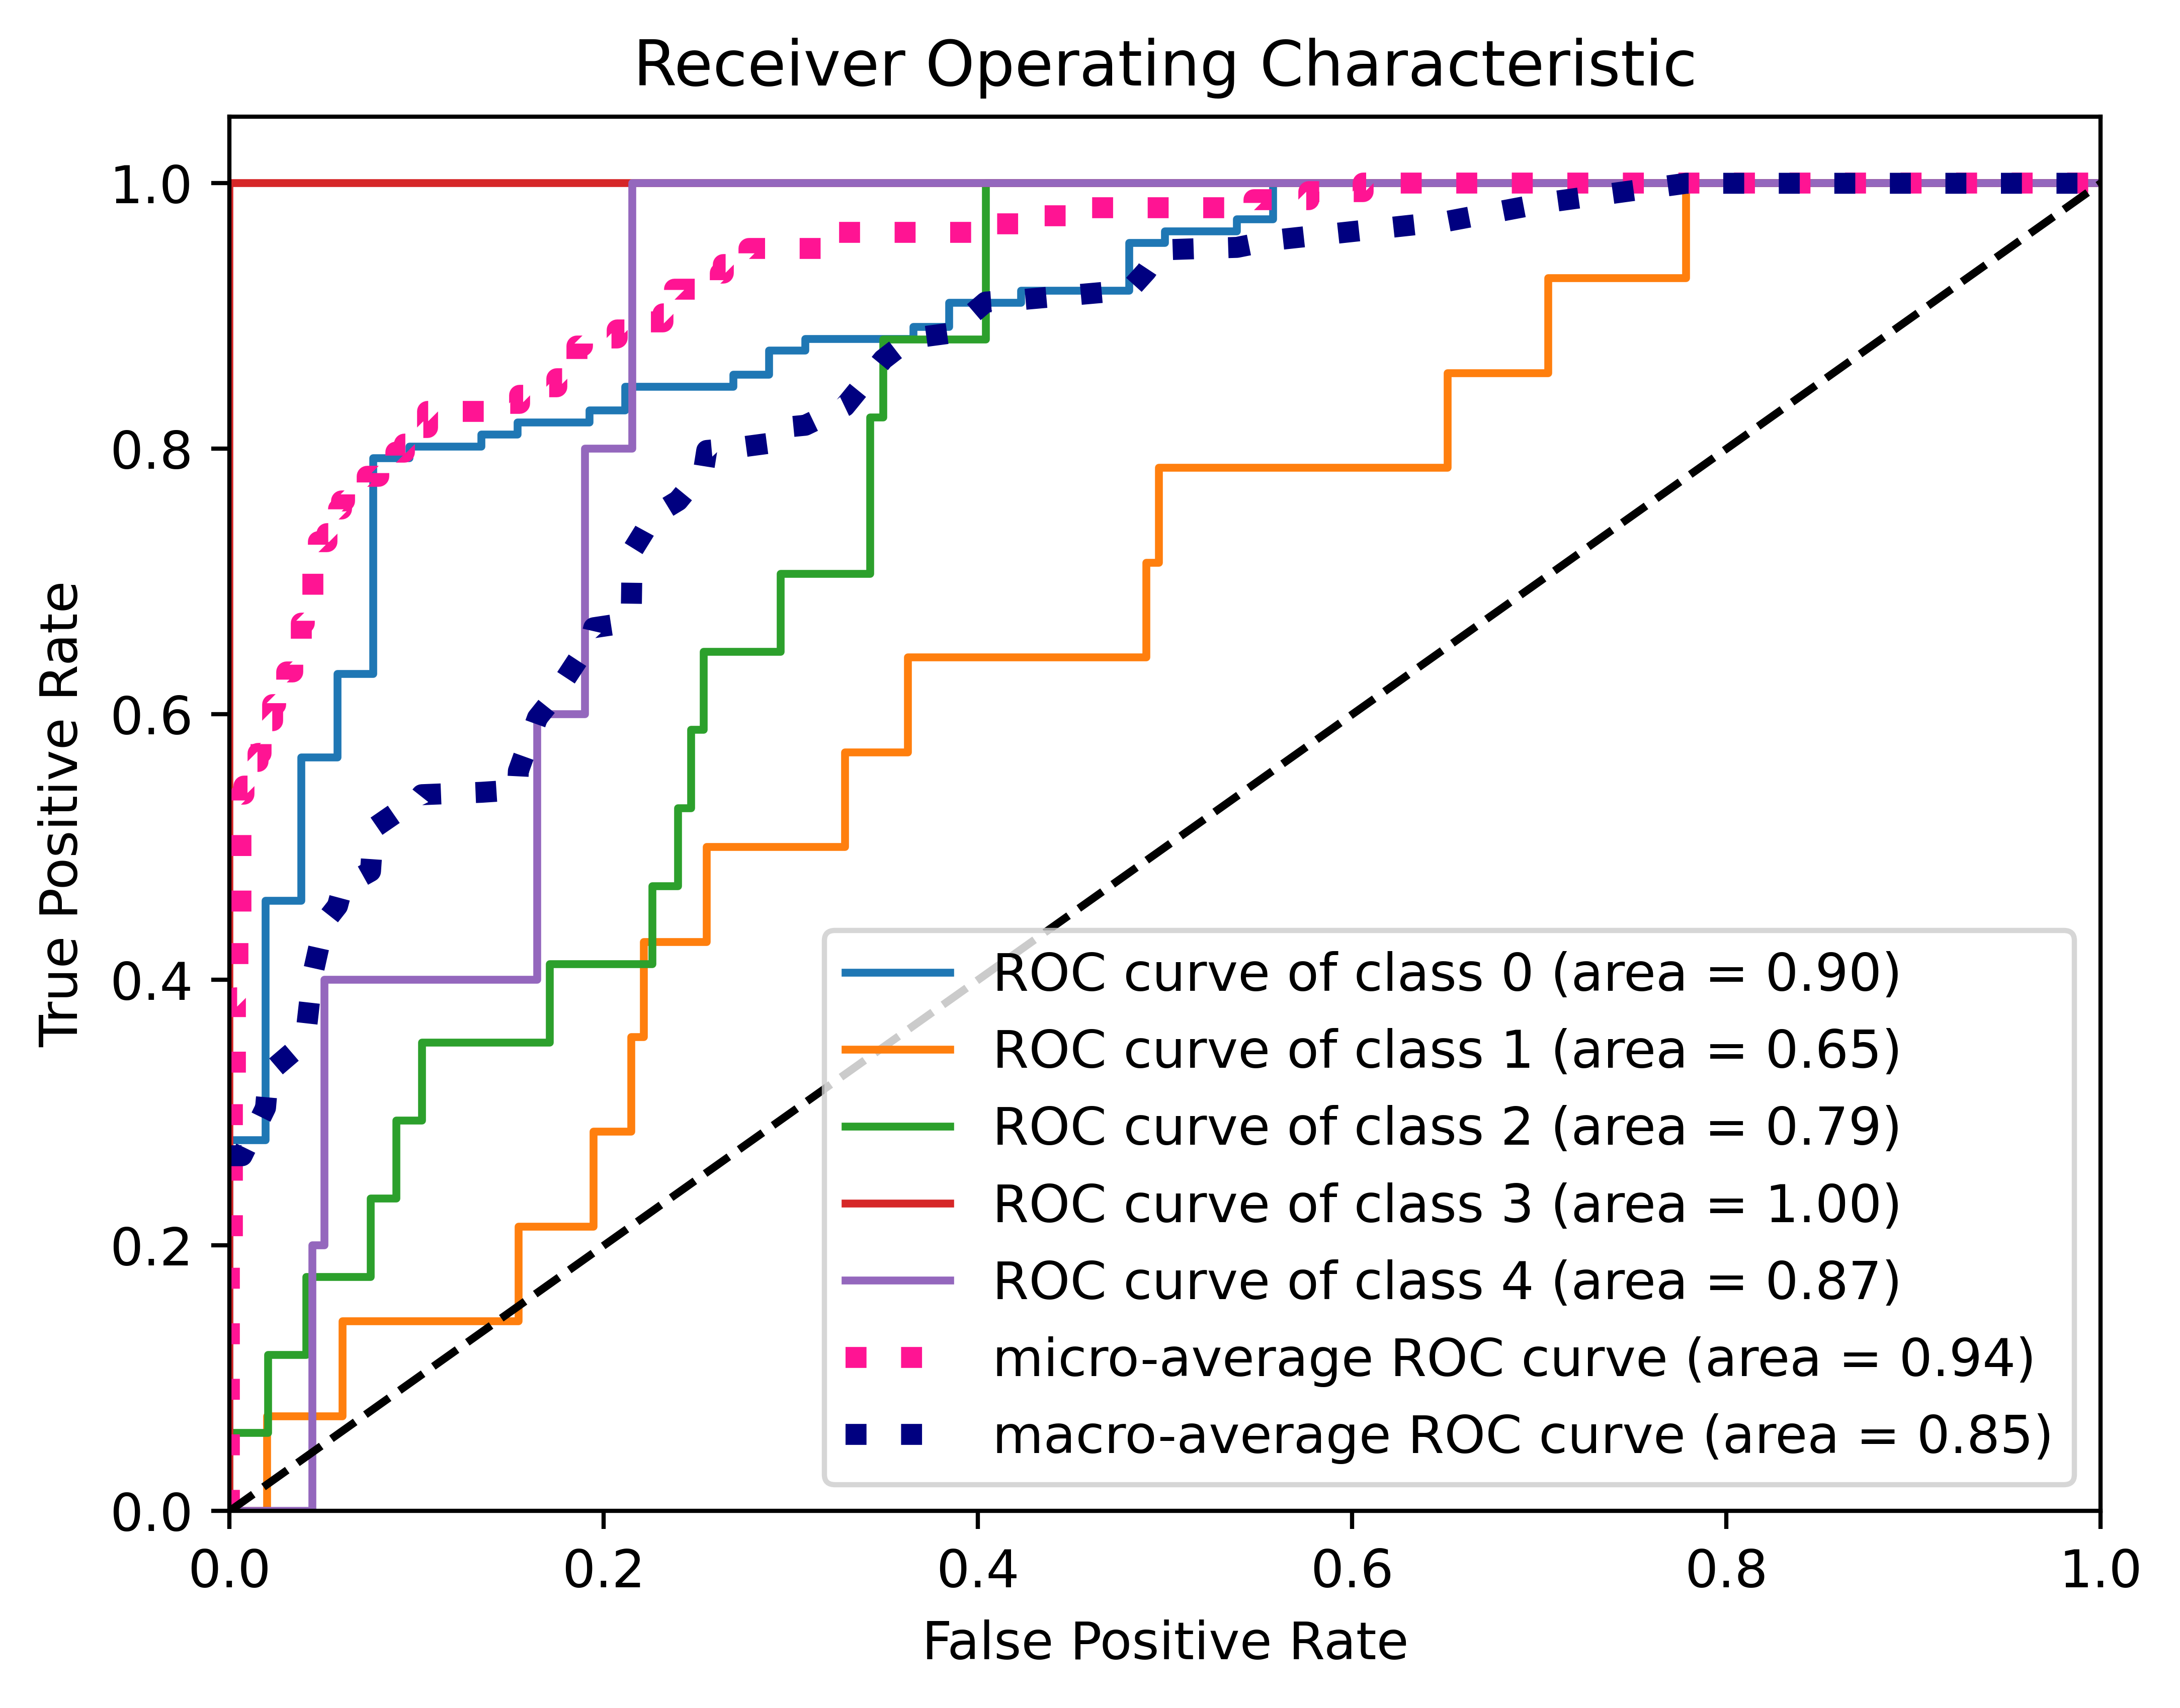 Receiver Operating Characteristic
True Positive Rate
1.0
0.8
0.6
0.4
0.2
0.0
ROC curve of class 0 (area = 0.90)
ROC curve of class 1 (area = 0.65)
ROC curve of class 2 (area = 0.79)
ROC curve of class 3 (area = 1.00)
ROC curve of class 4 (area = 0.87)
micro-average ROC curve (area = 0.94)
macro-average ROC curve (area = 0.85)
0.0 0.2 0.4 0.6 0.8 1.0
False Positive Rate